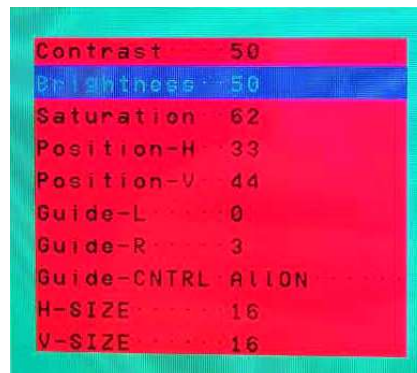 Contrast 50
Brightness 50
Saturation 62
Position-H 33
Position-V 44
Guide-L 0
Guide-R 3
Guide-CNTRL AllON
H-SIZE 16
V-SIZE 16